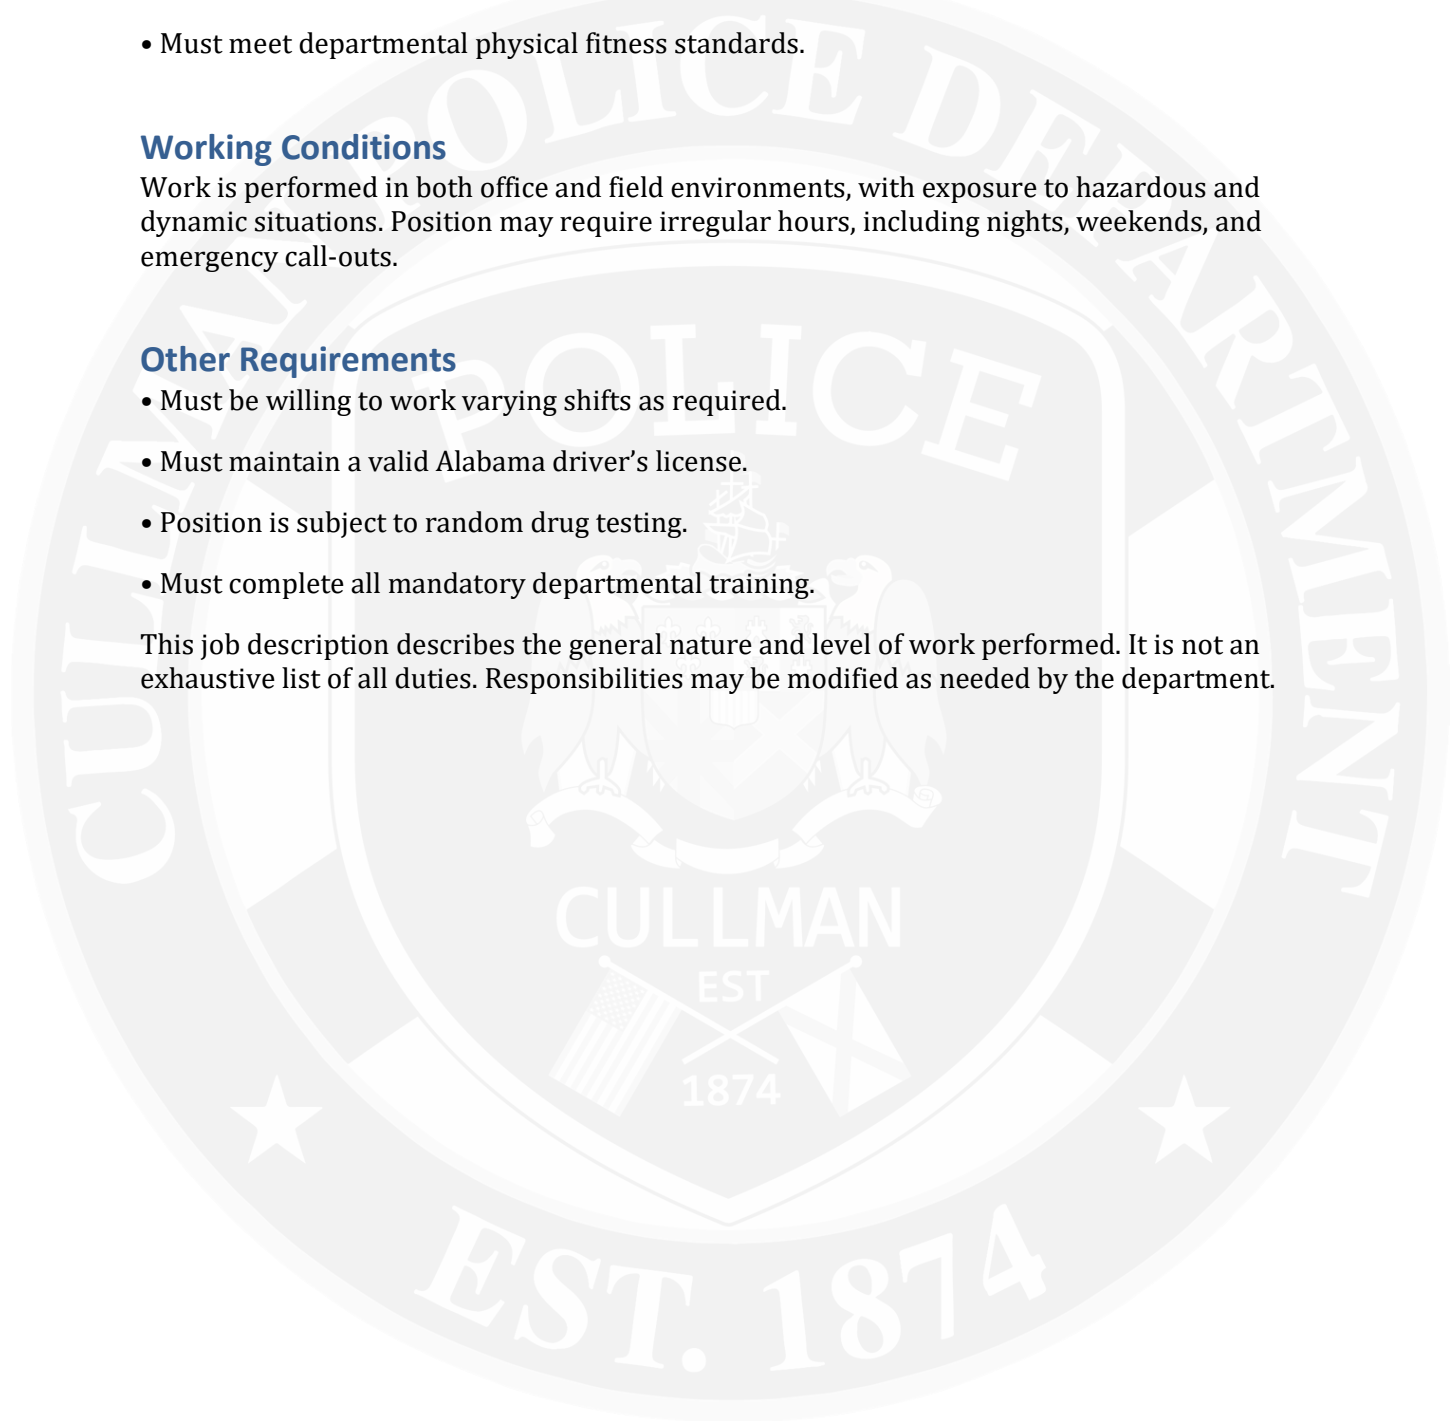 • Must meet departmental physical fitness standards.
Working Conditions
Work is performed in both office and field environments, with exposure to hazardous and
dynamic situations. Position may require irregular hours, including nights, weekends, and
emergency call-outs.
Other Requirements
• Must be willing to work varying shifts as required.
• Must maintain a valid Alabama driver’s license.
• Position is subject to random drug testing.
• Must complete all mandatory departmental training.
This job description describes the general nature and level of work performed. It is not an
exhaustive list of all duties. Responsibilities may be modified as needed by the department.
CULLMAN POLICE DEPARTMENT
POLICE
CULLMAN
EST
1874
EST. 1874